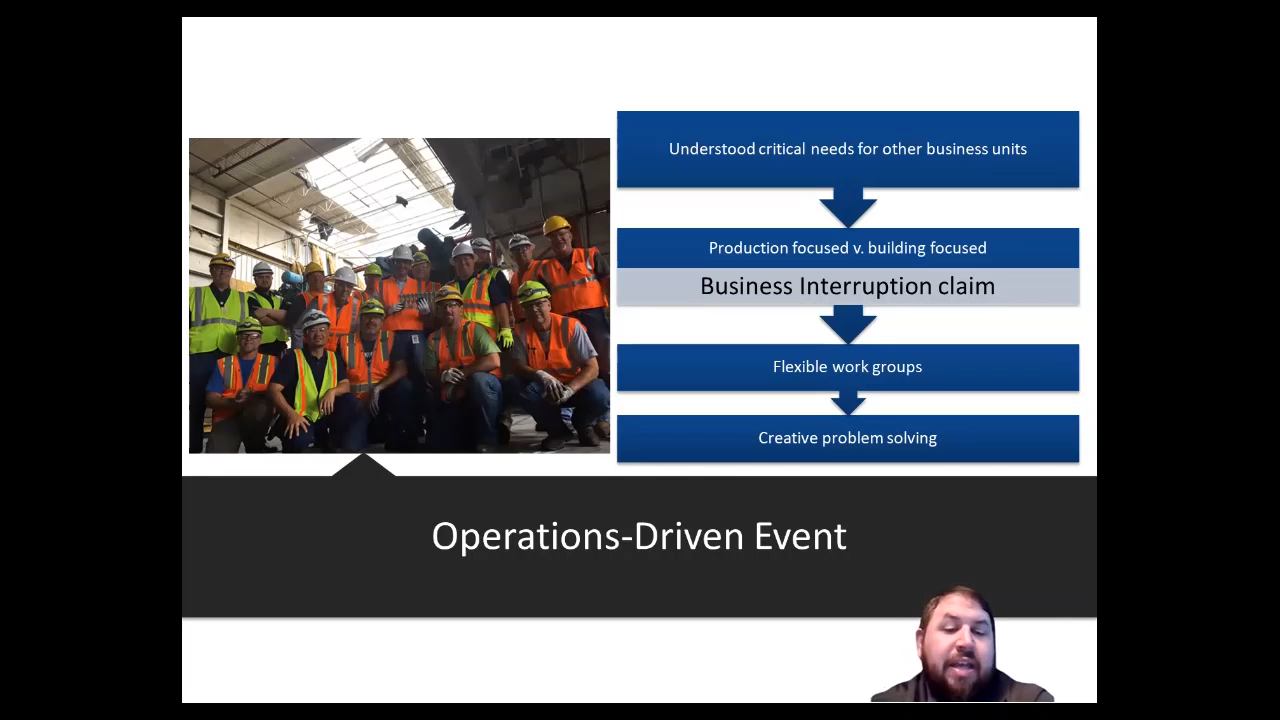 Understood critical needs for other business units
Production focused v. building focused
Business Interruption claim
Flexible work groups
Creative problem solving
Operations-Driven Event